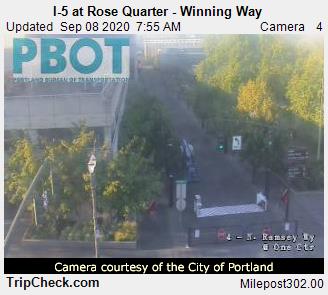 I-5 at Rose Quarter - Winning Way
Updated Sep 08 2020 7:55 AM Camera 4
PBOT
PORTLAND BUREAU OF TRANSPORTATION
4 - N. Ramsey Wy
W One Ctr
Camera courtesy of the City of Portland
TripCheck.com Milepost302.00